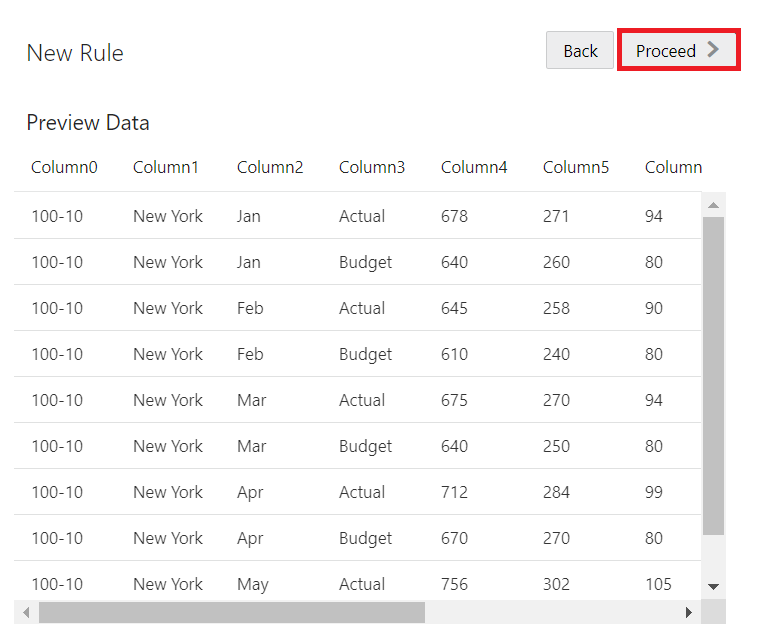 New Rule
Back
Proceed
Preview Data
Column0 Column1 Column2 Column3 Column4 Column5 Column
100-10 New York Jan Actual 678 271 94
100-10 New York Jan Budget 640 260 80
100-10 New York Feb Actual 645 258 90
100-10 New York Feb Budget 610 240 80
100-10 New York Mar Actual 675 270 94
100-10 New York Mar Budget 640 250 80
100-10 New York Apr Actual 712 284 99
100-10 New York Apr Budget 670 270 80
100-10 New York May Actual 756 302 105